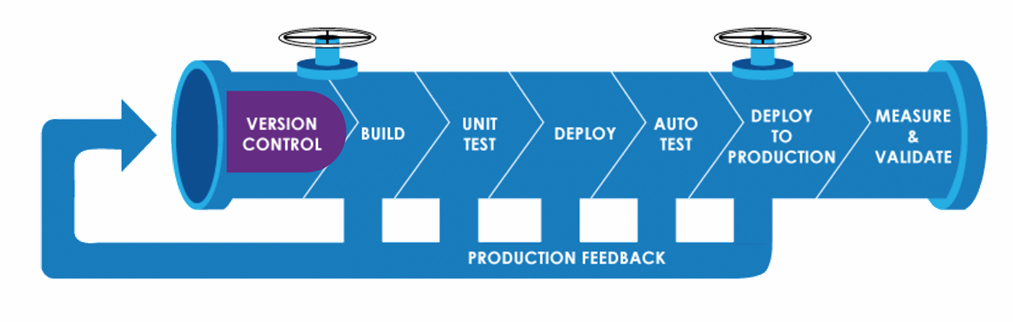 VERSION
CONTROL
BUILD
UNIT
TEST
DEPLOY
AUTO
TEST
DEPLOY
TO
PRODUCTION
MEASURE
&
VALIDATE
PRODUCTION FEEDBACK